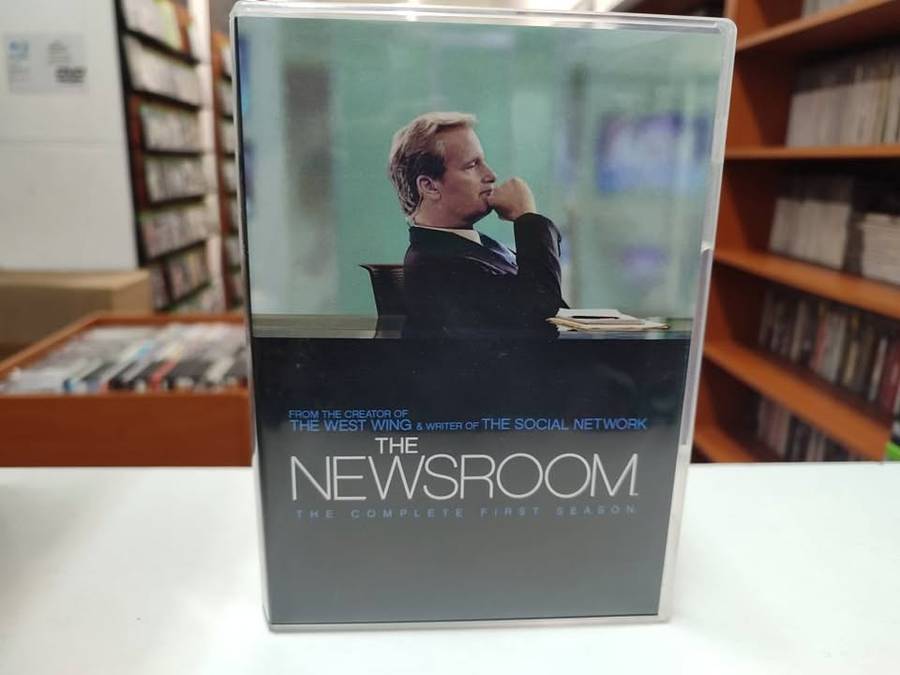 FROM THE CREATOR OF
THE WEST WING & WRITER OF THE SOCIAL NETWORK
THE
NEWSROOM
THE COMPLETE FIRST SEASON